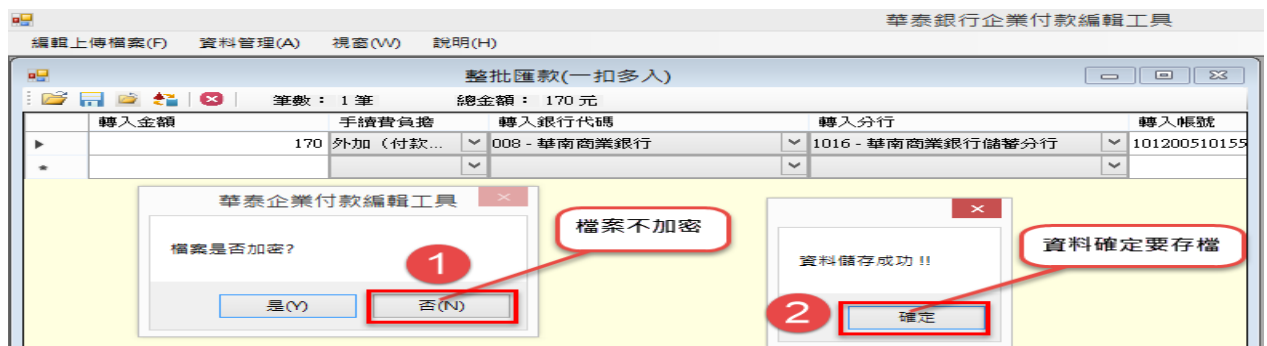 華泰銀行企業付款編輯工具
編輯上傳檔案(F) 資料管理(A) 視窗(W) 說明(H)
整批匯款(一扣多入)
筆數： 1 筆 總金額： 170 元
轉入金額 手續費負擔 轉入銀行代碼 轉入分行 轉入帳號
170 外加（付款... 008 - 華南商業銀行 1016 - 華南商業銀行儲蓄分行 101200510155
華泰企業付款編輯工具
檔案是否加密?
1
檔案不加密
是(Y) 否(N)
資料確定要存檔
資料儲存成功 !!
2
確定